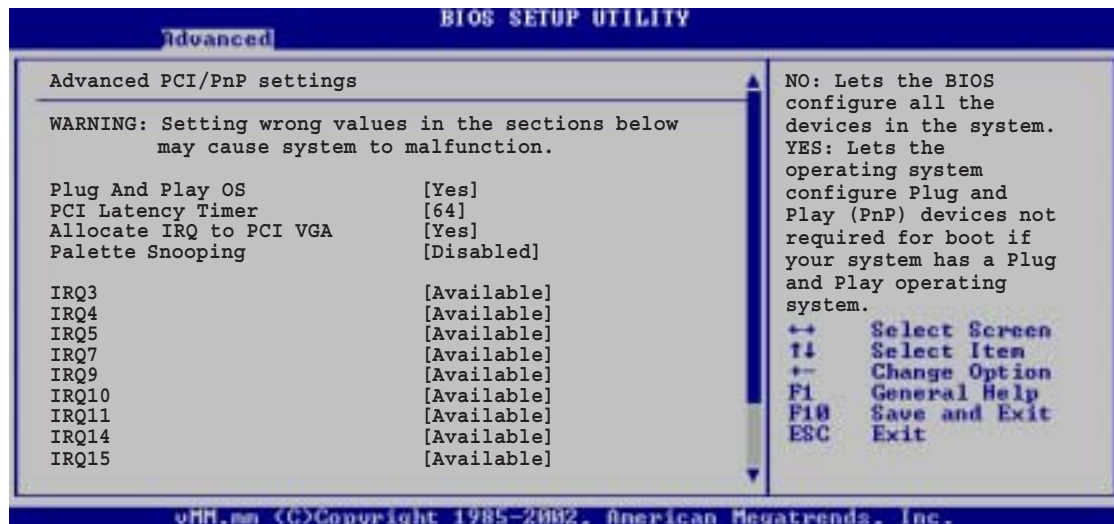 BIOS SETUP UTILITY
Advanced
Advanced PCI/PnP settings
WARNING: Setting wrong values in the sections below
may cause system to malfunction.
Plug And Play OS [Yes]
PCI Latency Timer [64]
Allocate IRQ to PCI VGA [Yes]
Palette Snooping [Disabled]
IRQ3 [Available]
IRQ4 [Available]
IRQ5 [Available]
IRQ7 [Available]
IRQ9 [Available]
IRQ10 [Available]
IRQ11 [Available]
IRQ14 [Available]
IRQ15 [Available]
NO: Lets the BIOS
configure all the
devices in the system.
YES: Lets the
operating system
configure Plug and
Play (PnP) devices not
required for boot if
your system has a Plug
and Play operating
system.
←→ Select Screen
↑↓ Select Item
+- Change Option
F1 General Help
F10 Save and Exit
ESC Exit
vMM.mm (C)Copyright 1985-2002, American Megatrends, Inc.